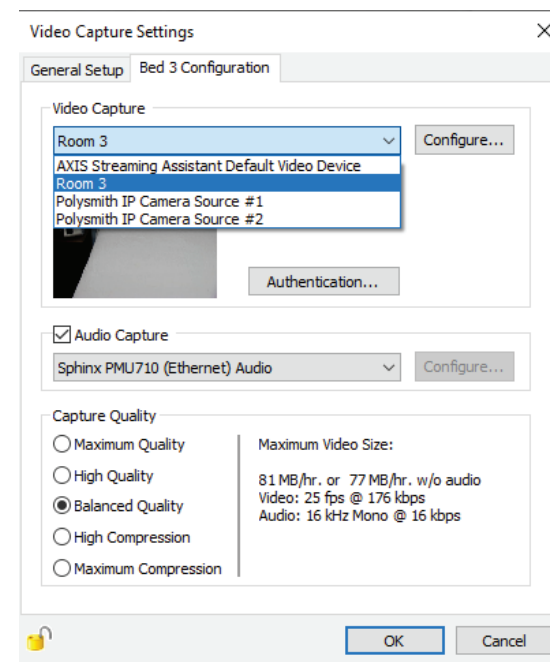 Video Capture Settings
General Setup Bed 3 Configuration
Video Capture
Room 3 Configure...
AXIS Streaming Assistant Default Video Device
Room 3
Polysmith IP Camera Source #1
Polysmith IP Camera Source #2
Authentication...
Audio Capture
Sphinx PMU710 (Ethernet) Audio Configure...
Capture Quality
Maximum Quality
High Quality
Balanced Quality
High Compression
Maximum Compression
Maximum Video Size:
81 MB/hr. or 77 MB/hr. w/o audio
Video: 25 fps @ 176 kbps
Audio: 16 kHz Mono @ 16 kbps
OK Cancel